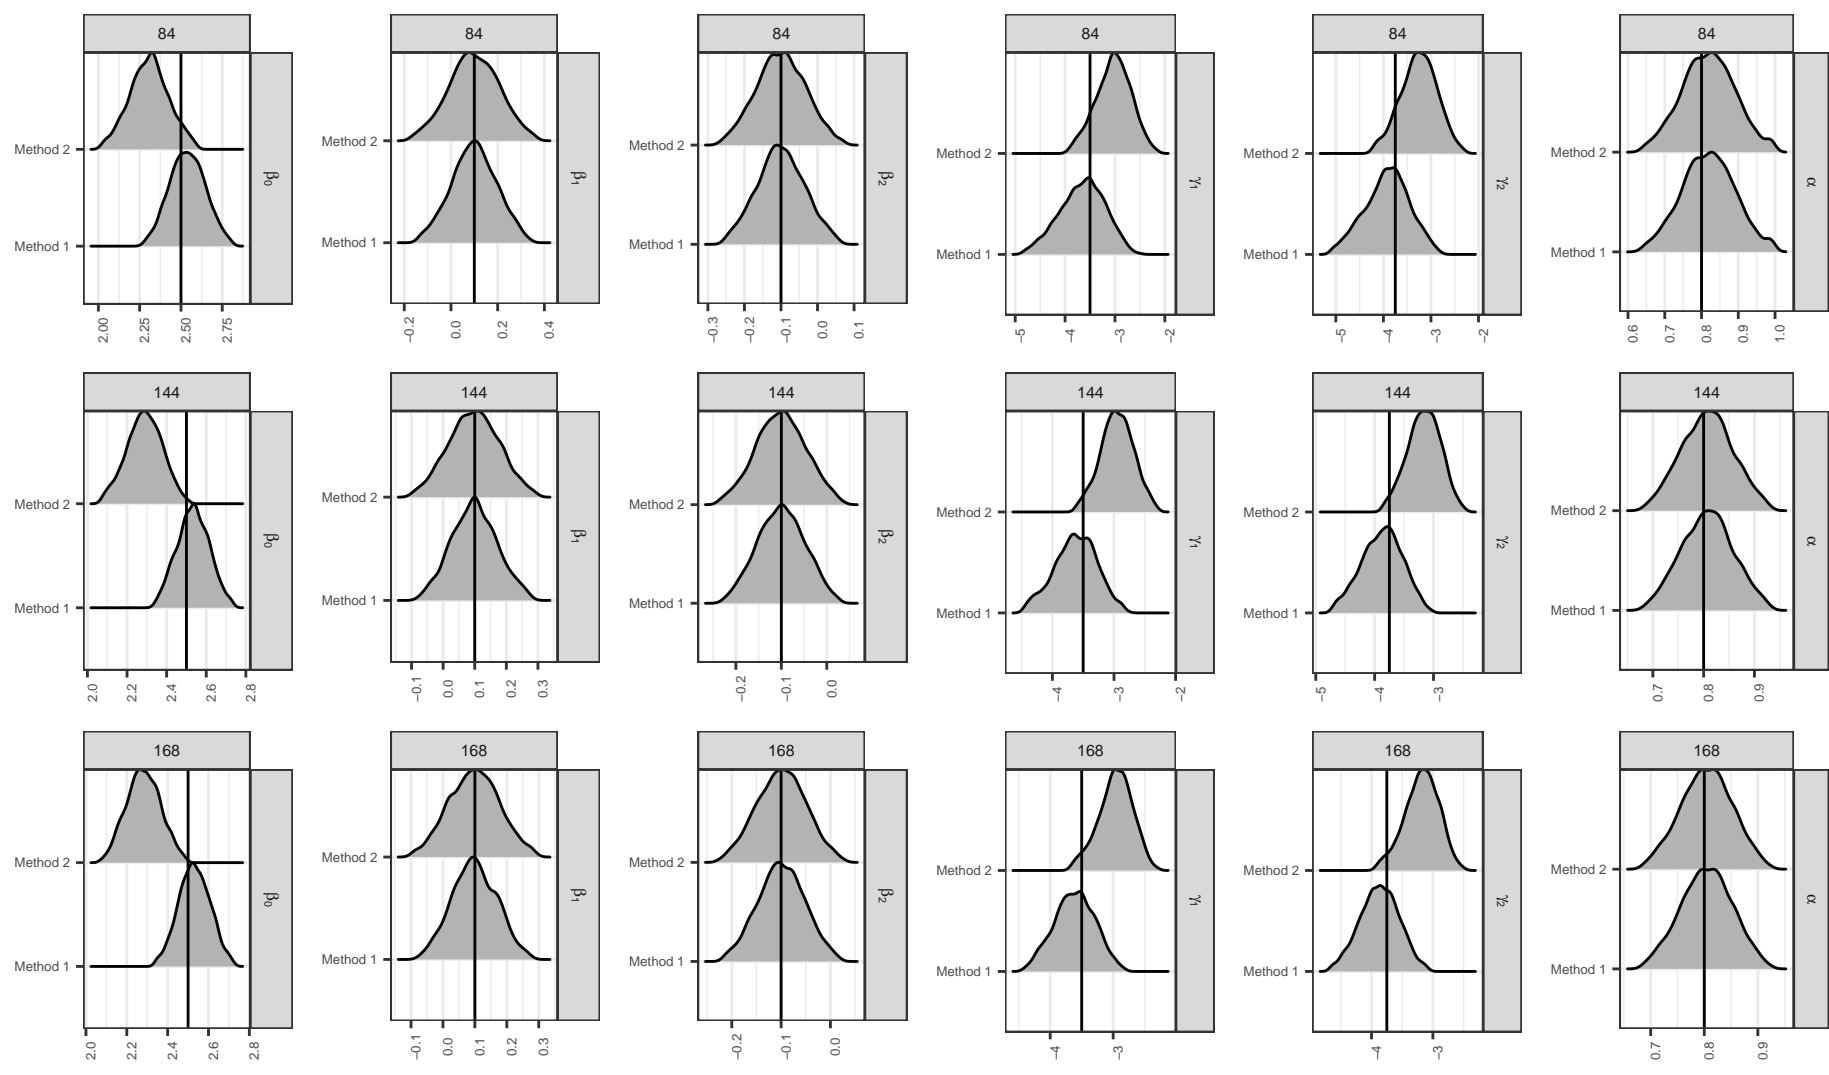 84 84 84 84 84 84
Method 2 Method 2 Method 2 Method 2 Method 2 Method 2
β0 β1 β2 γ1 γ2 α
Method 1 Method 1 Method 1 Method 1 Method 1 Method 1
2.00 2.25 2.50 2.75 −0.2 0.0 0.2 0.4 −0.3 −0.2 −0.1 0.0 0.1 −5 −4 −3 −2 −5 −4 −3 −2 0.6 0.7 0.8 0.9 1.0
144 144 144 144 144 144
Method 2 Method 2 Method 2 Method 2 Method 2 Method 2
β0 β1 β2 γ1 γ2 α
Method 1 Method 1 Method 1 Method 1 Method 1 Method 1
2.0 2.2 2.4 2.6 2.8 −0.1 0.0 0.1 0.2 0.3 −0.2 −0.1 0.0 −4 −3 −2 −5 −4 −3 0.7 0.8 0.9
168 168 168 168 168 168
Method 2 Method 2 Method 2 Method 2 Method 2 Method 2
β0 β1 β2 γ1 γ2 α
Method 1 Method 1 Method 1 Method 1 Method 1 Method 1
2.0 2.2 2.4 2.6 2.8 −0.1 0.0 0.1 0.2 0.3 −0.2 −0.1 0.0 −4 −3 −4 −3 0.7 0.8 0.9